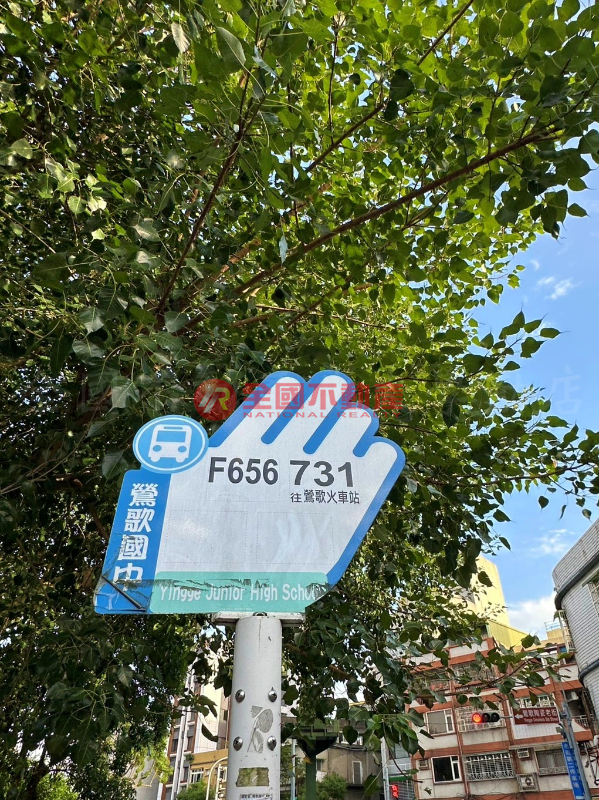 全國不動產
NATIONAL REAL
F656 731
往鶯歌火車站
鶯歌國中
Yingge Junior High School